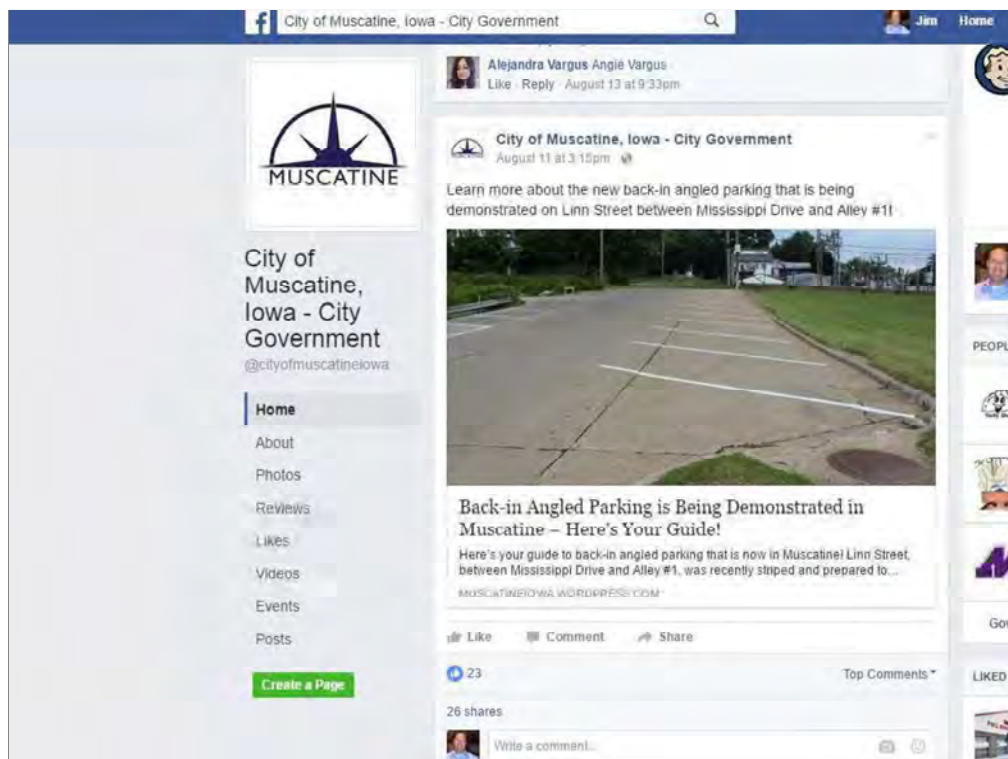 City of Muscatine, Iowa - City Government
Jim Home
Alejandra Vargus Angie Vargus
Like · Reply · August 13 at 9:33pm
MUSCATINE
City of Muscatine, Iowa - City Government
August 11 at 3:15pm
Learn more about the new back-in angled parking that is being
demonstrated on Linn Street between Mississippi Drive and Alley #1!
City of
Muscatine,
Iowa - City
Government
@cityofmuscatineiowa
Home
About
Photos
Reviews
Likes
Videos
Events
Posts
Create a Page
Back-in Angled Parking is Being Demonstrated in
Muscatine – Here's Your Guide!
Here's your guide to back-in angled parking that is now in Muscatine! Linn Street,
between Mississippi Drive and Alley #1, was recently striped and prepared to...
MUSCATINEIOWA.WORDPRESS.COM
Like Comment Share
23
Top Comments
26 shares
Write a comment...
PEOPL
Gov
LIKED